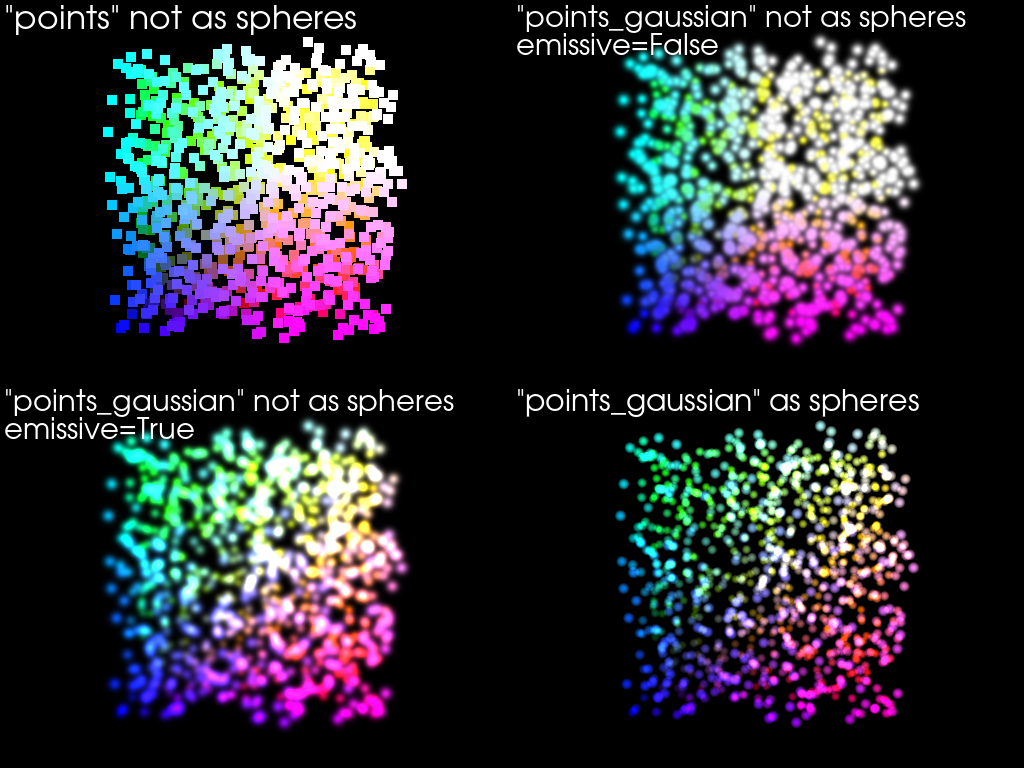 "points" not as spheres
"points_gaussian" not as spheres
emissive=False
"points_gaussian" not as spheres
emissive=True
"points_gaussian" as spheres